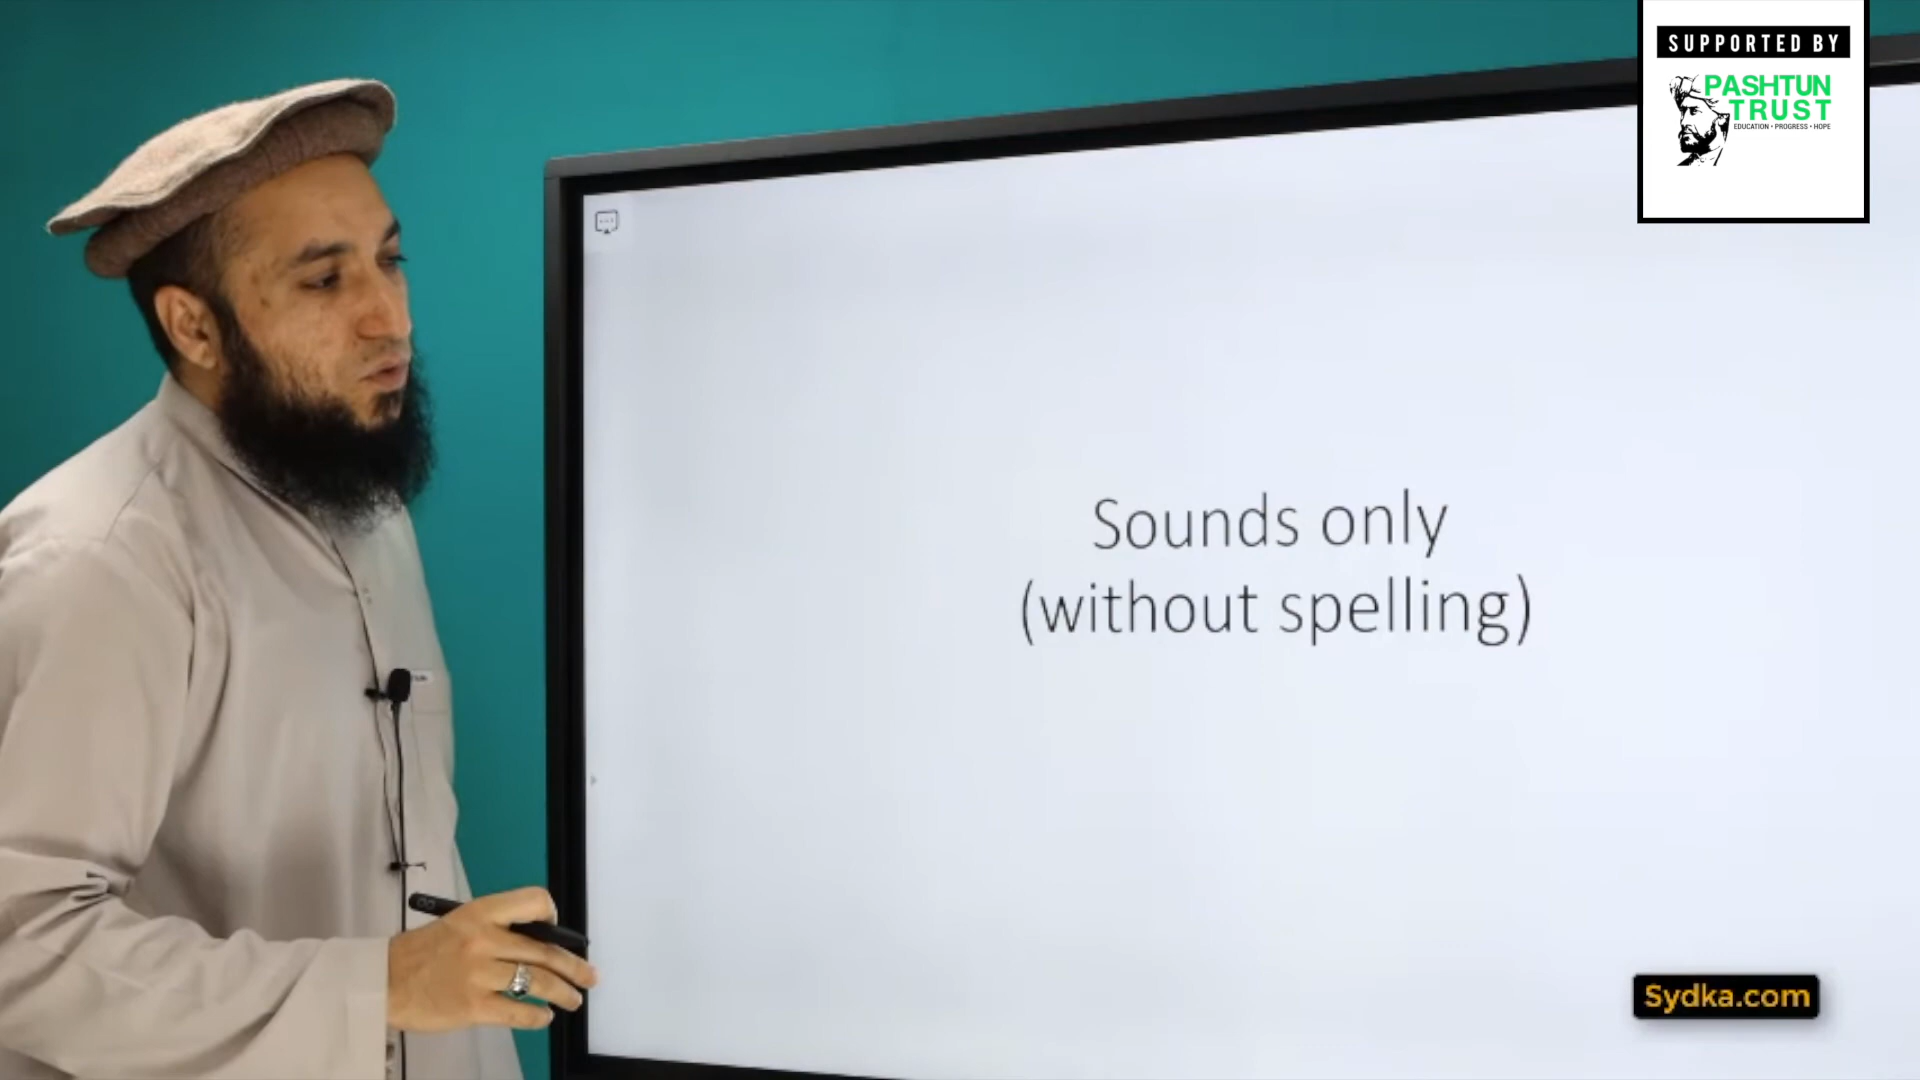 SUPPORTED BY
PASHTUN
TRUST
EDUCATION • PROGRESS • HOPE
Sounds only
(without spelling)
Sydka.com